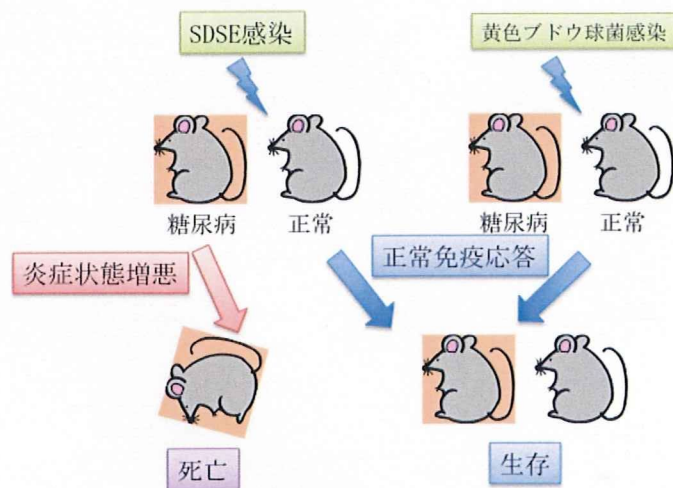 SDSE感染
黄色ブドウ球菌感染
糖尿病
正常
糖尿病
正常
炎症状態増悪
正常免疫応答
死亡
生存